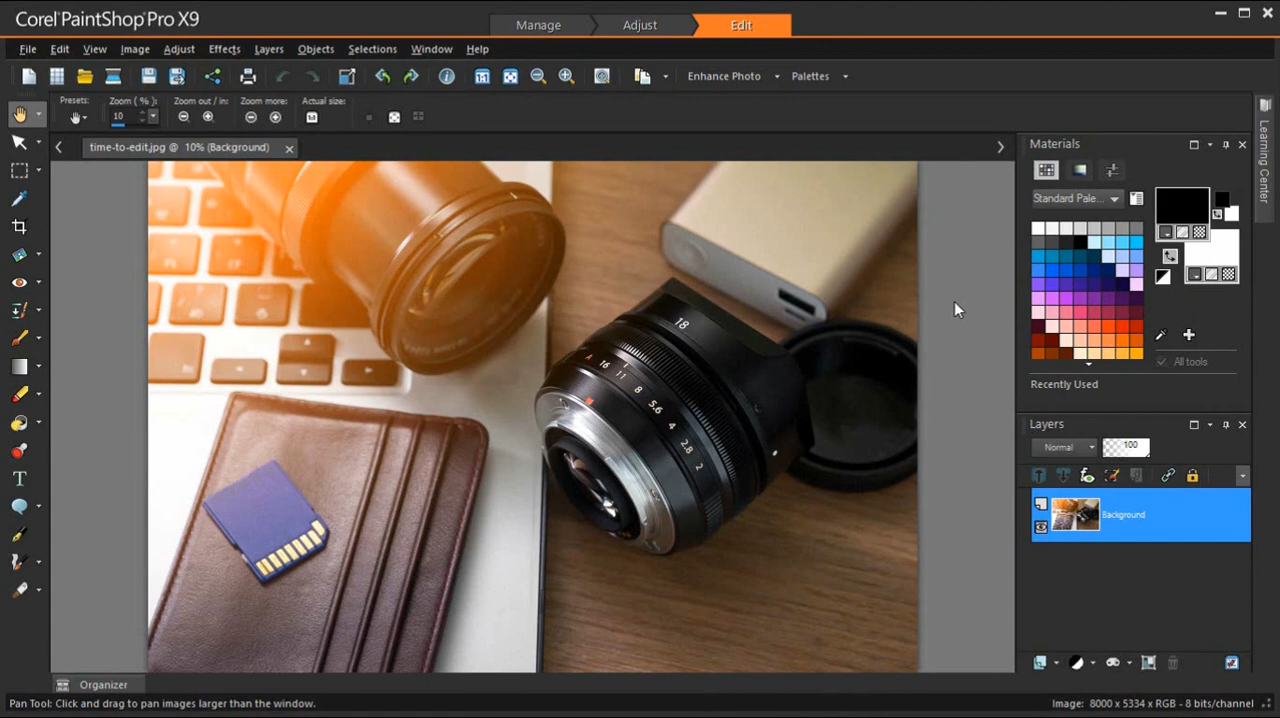 Corel PaintShop Pro X9
Manage
Adjust
Edit
File Edit View Image Adjust Effects Layers Objects Selections Window Help
Enhance Photo
Palettes
Presets: Zoom ( % ): Zoom out / in: Zoom more: Actual size:
10
time-to-edit.jpg @ 10% (Background)
Materials
Learning Center
Standard Pale...
All tools
Recently Used
Layers
Normal
100
Background
18
A 16 11 8 5.6 4 2.8 2
Organizer
Pan Tool: Click and drag to pan images larger than the window.
Image: 8000 x 5334 x RGB - 8 bits/channel